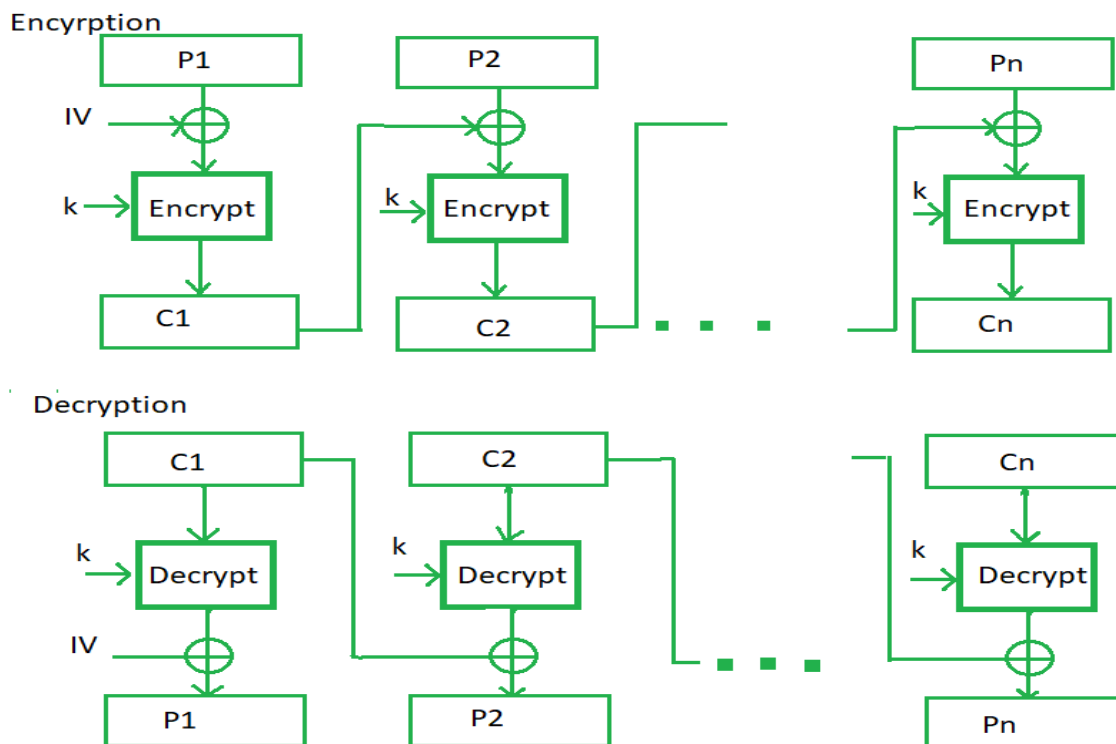 Encyrption
P1
P2
Pn
IV
k
Encrypt
k
Encrypt
k
Encrypt
C1
C2
Cn
Decryption
C1
C2
Cn
k
Decrypt
k
Decrypt
k
Decrypt
IV
P1
P2
Pn